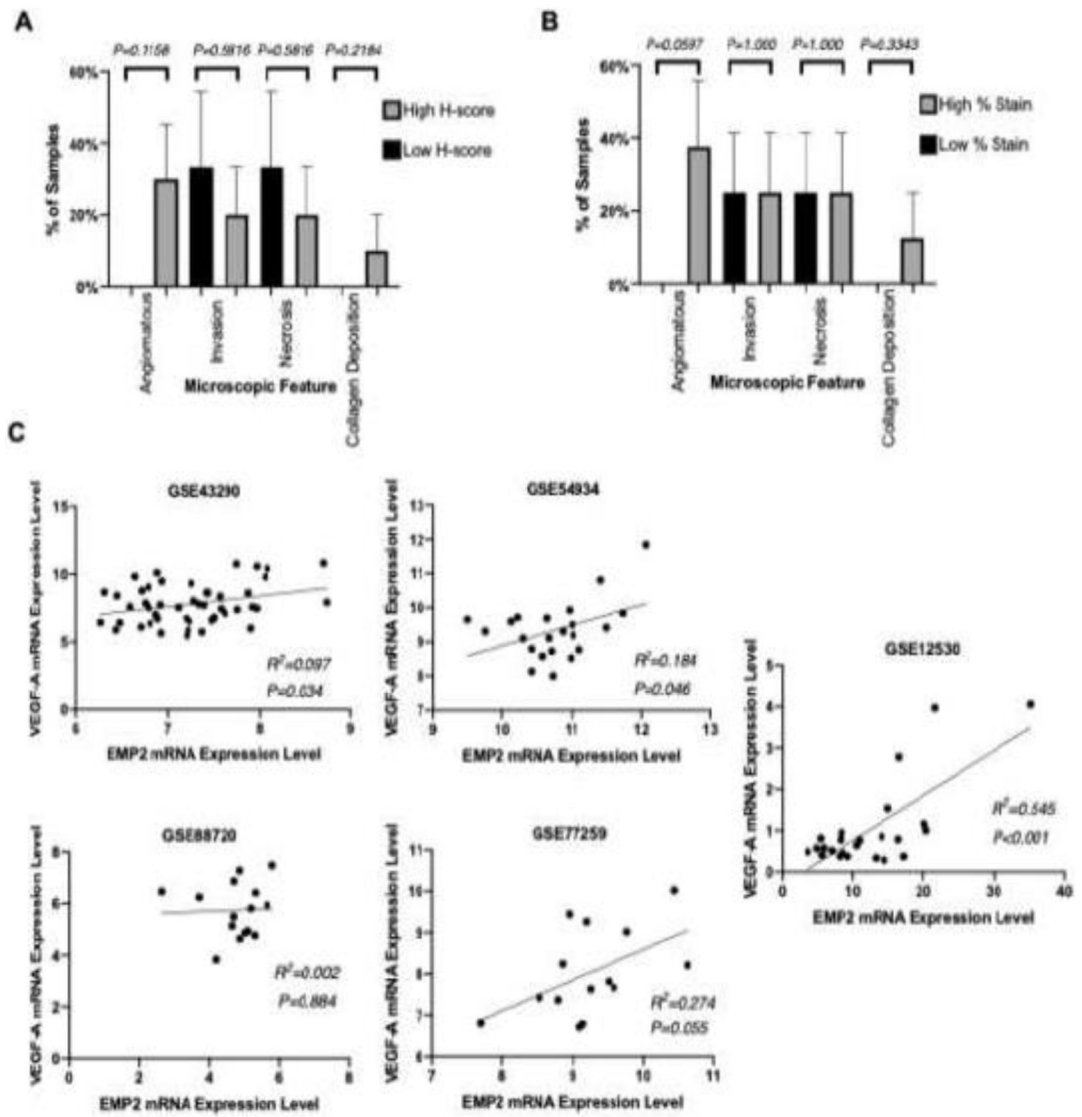 A
P=0.1158 P=0.5816 P=0.5816 P=0.2184
60%
40%
20%
0%
% of Samples
High H-score
Low H-score
Angiomatous
Invasion
Necrosis
Collagen Deposition
Microscopic Feature
B
P=0.0597 P=1.000 P=1.000 P=0.3343
60%
40%
20%
0%
% of Samples
High % Stain
Low % Stain
Angiomatous
Invasion
Necrosis
Collagen Deposition
Microscopic Feature
C
GSE43290
VEGF-A mRNA Expression Level
15
10
5
0
R²=0.097
P=0.034
6 7 8 9
EMP2 mRNA Expression Level
GSE54934
VEGF-A mRNA Expression Level
13
12
11
10
9
8
7
R²=0.184
P=0.046
9 10 11 12 13
EMP2 mRNA Expression Level
GSE12530
VEGF-A mRNA Expression Level
5
4
3
2
1
0
R²=0.545
P<0.001
0 10 20 30 40
EMP2 mRNA Expression Level
GSE88720
VEGF-A mRNA Expression Level
8
6
4
2
0
R²=0.002
P=0.884
0 2 4 6 8
EMP2 mRNA Expression Level
GSE77259
VEGF-A mRNA Expression Level
11
10
9
8
7
6
R²=0.274
P=0.055
7 8 9 10 11
EMP2 mRNA Expression Level